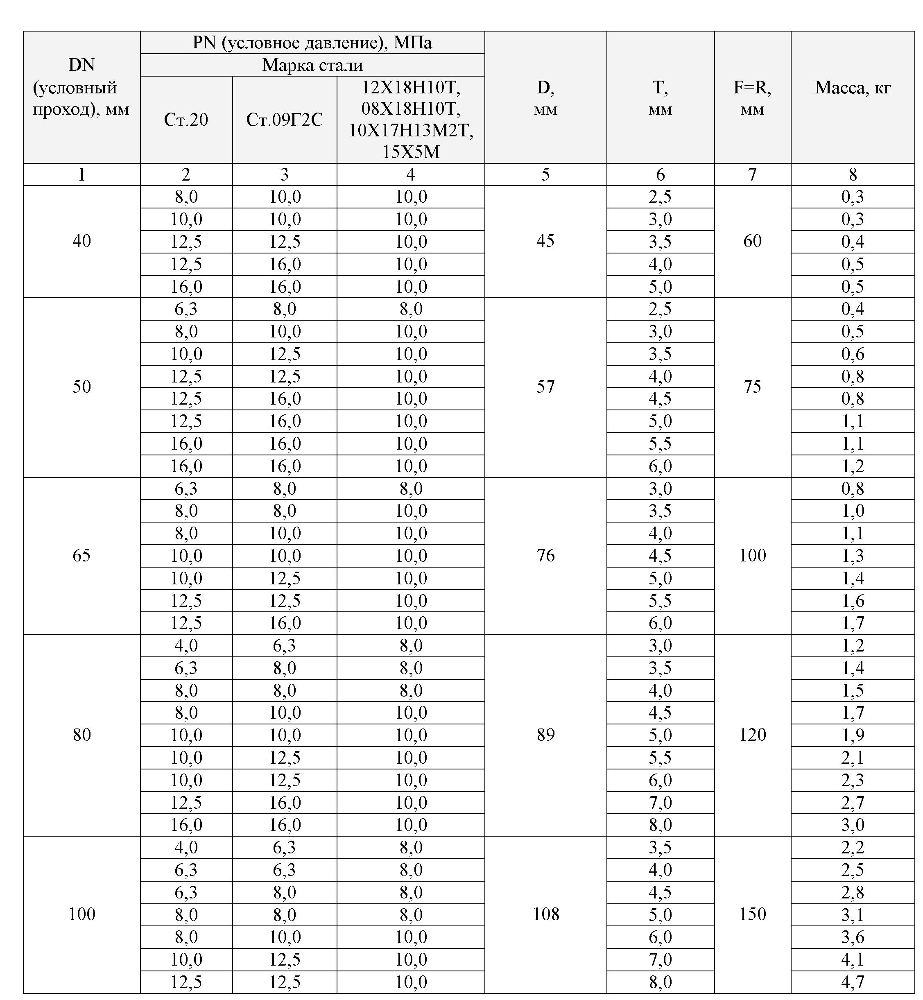 PN (условное давление), МПа
Марка стали
DN
(условный
проход), мм
Ст.20
Ст.09Г2С
12Х18Н10Т,
08Х18Н10Т,
10Х17Н13М2Т,
15Х5М
D,
мм
T,
мм
F=R,
мм
Масса, кг
1 2 3 4 5 6 7 8
8,0 10,0 10,0 2,5 0,3
10,0 10,0 10,0 3,0 0,3
40 12,5 12,5 10,0 45 3,5 60 0,4
12,5 16,0 10,0 4,0 0,5
16,0 16,0 10,0 5,0 0,5
6,3 8,0 8,0 2,5 0,4
8,0 10,0 10,0 3,0 0,5
10,0 12,5 10,0 3,5 0,6
50 12,5 12,5 10,0 57 4,0 75 0,8
12,5 16,0 10,0 4,5 0,8
12,5 16,0 10,0 5,0 1,1
16,0 16,0 10,0 5,5 1,1
16,0 16,0 10,0 6,0 1,2
6,3 8,0 8,0 3,0 0,8
8,0 8,0 10,0 3,5 1,0
8,0 10,0 10,0 4,0 1,1
65 10,0 10,0 10,0 76 4,5 100 1,3
10,0 12,5 10,0 5,0 1,4
12,5 12,5 10,0 5,5 1,6
12,5 16,0 10,0 6,0 1,7
4,0 6,3 8,0 3,0 1,2
6,3 8,0 8,0 3,5 1,4
8,0 8,0 8,0 4,0 1,5
8,0 10,0 10,0 4,5 1,7
80 10,0 10,0 10,0 89 5,0 120 1,9
10,0 12,5 10,0 5,5 2,1
10,0 12,5 10,0 6,0 2,3
12,5 16,0 10,0 7,0 2,7
16,0 16,0 10,0 8,0 3,0
4,0 6,3 8,0 3,5 2,2
6,3 6,3 8,0 4,0 2,5
6,3 8,0 8,0 4,5 2,8
100 8,0 8,0 8,0 108 5,0 150 3,1
8,0 10,0 10,0 6,0 3,6
10,0 12,5 10,0 7,0 4,1
12,5 12,5 10,0 8,0 4,7